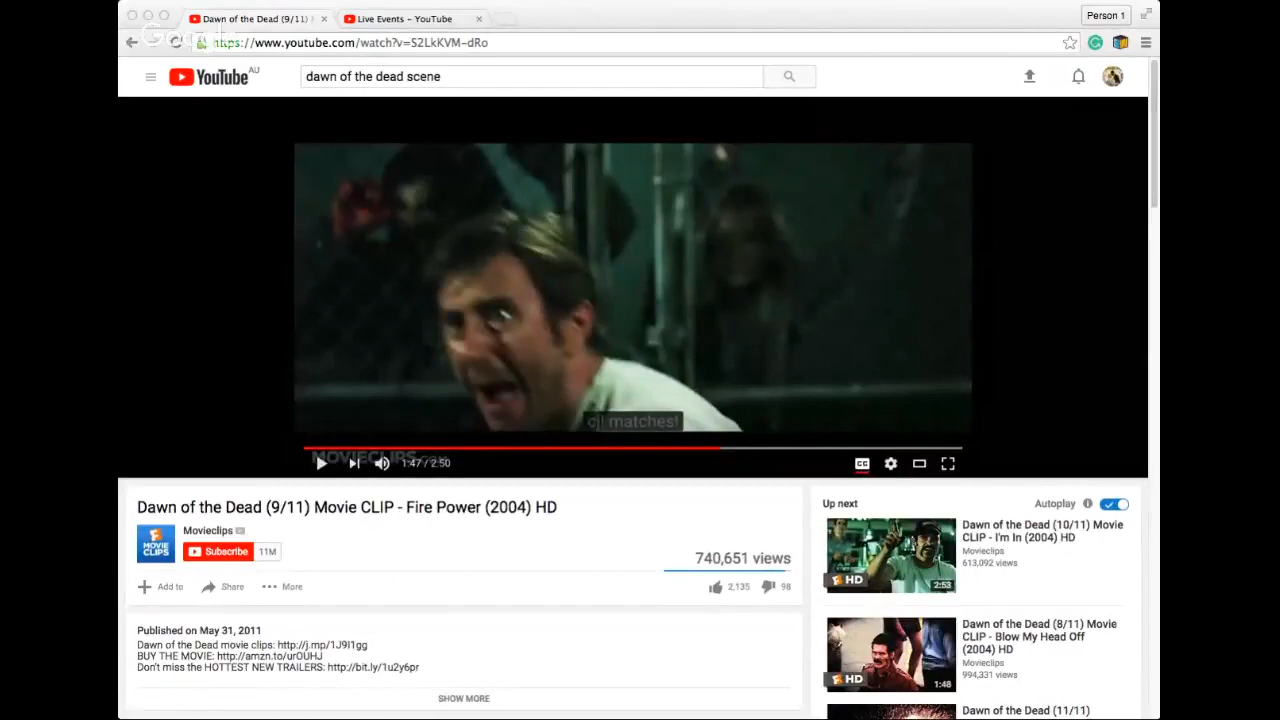 Dawn of the Dead (9/11)
Live Events - YouTube
Person 1
Google
https://www.youtube.com/watch?v=S2LkKVM-dRo
YouTube AU
dawn of the dead scene
matches!
MOVIECLIPS.COM
1:47 / 2:50
CC
Dawn of the Dead (9/11) Movie CLIP - Fire Power (2004) HD
MOVIE CLIPS
Movieclips
Subscribe 11M
740,651 views
Add to Share More
2,135 98
Published on May 31, 2011
Dawn of the Dead movie clips: http://j.mp/1J9I1gg
BUY THE MOVIE: http://amzn.to/urOUHJ
Don't miss the HOTTEST NEW TRAILERS: http://bit.ly/1u2y6pr
SHOW MORE
Up next
Autoplay
HD
2:53
Dawn of the Dead (10/11) Movie
CLIP - I'm In (2004) HD
Movieclips
613,092 views
HD
1:48
Dawn of the Dead (8/11) Movie
CLIP - Blow My Head Off
(2004) HD
Movieclips
994,331 views
Dawn of the Dead (11/11)